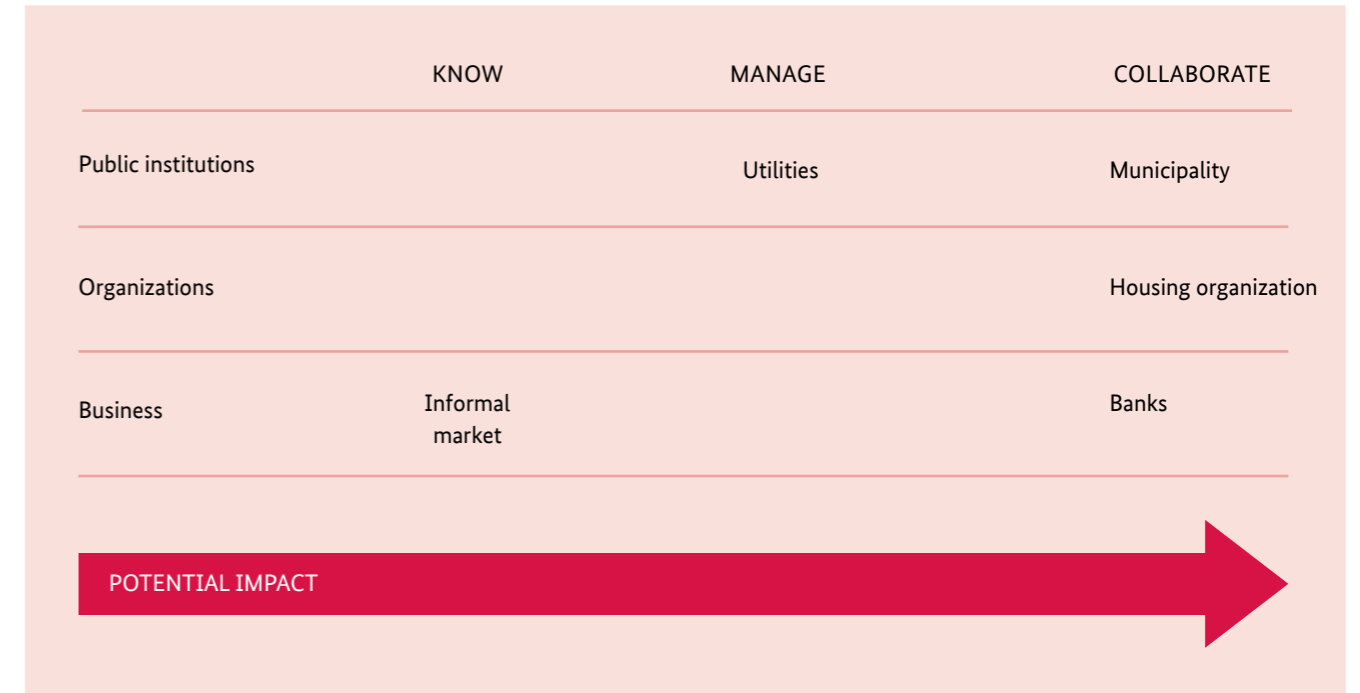 KNOW MANAGE COLLABORATE
Public institutions Utilities Municipality
Organizations Housing organization
Business Informal market Banks
POTENTIAL IMPACT